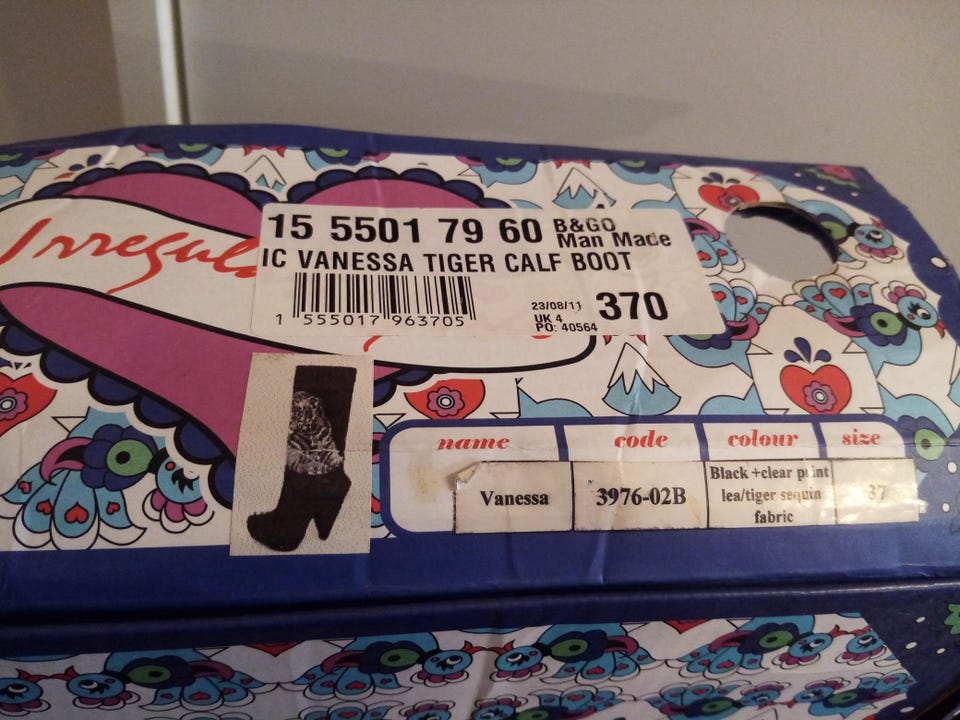 Irregul
15 5501 79 60 B&GO
Man Made
IC VANESSA TIGER CALF BOOT
1 555017 963705
23/08/11 370
UK 4
PO: 40564
name code colour size
Vanessa 3976-02B Black +clear print lea/tiger sequin fabric 37